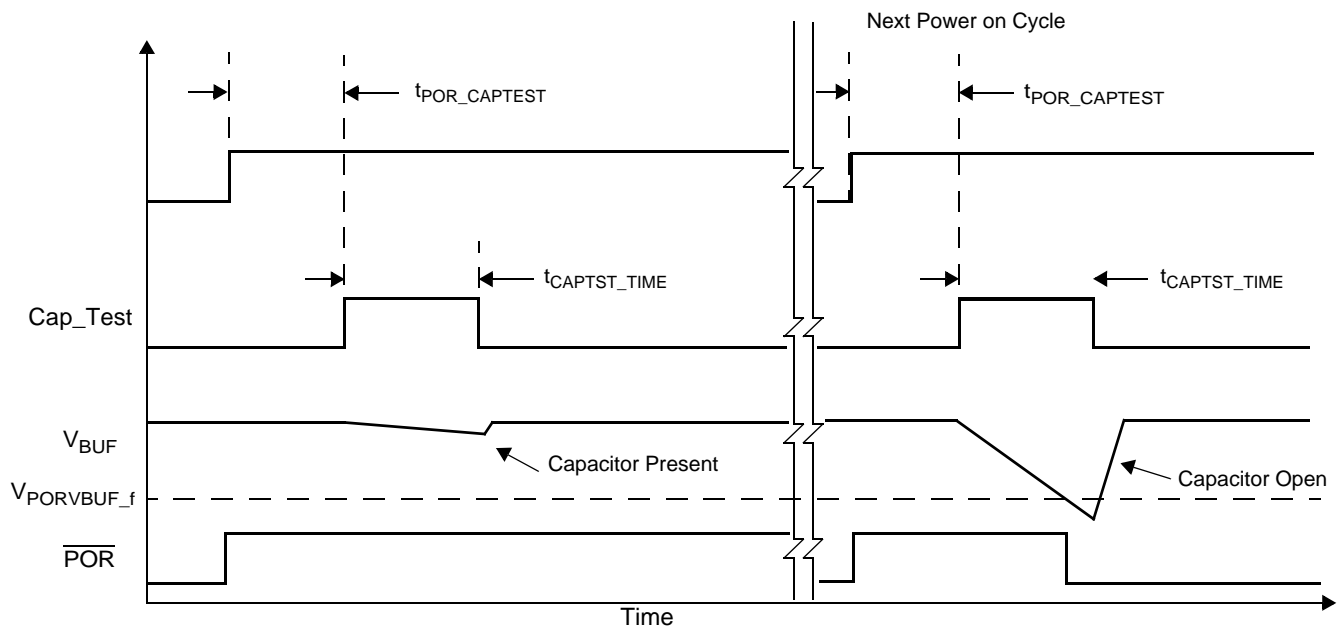 Next Power on Cycle
tPOR_CAPTEST
tPOR_CAPTEST
tCAPTST_TIME
tCAPTST_TIME
Cap_Test
VBUF
Capacitor Present
Capacitor Open
VPORVBUF_f
POR
Time